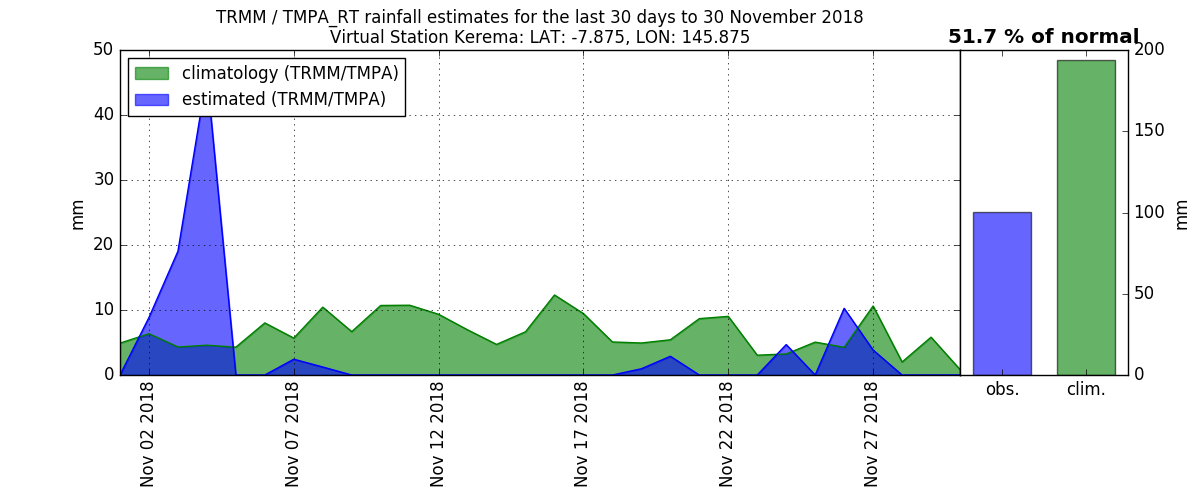 TRMM / TMPA_RT rainfall estimates for the last 30 days to 30 November 2018
Virtual Station Kerema: LAT: -7.875, LON: 145.875
51.7 % of normal
climatology (TRMM/TMPA)
estimated (TRMM/TMPA)
50
40
30
20
10
0
mm
Nov 02 2018
Nov 07 2018
Nov 12 2018
Nov 17 2018
Nov 22 2018
Nov 27 2018
obs.
clim.
200
150
100
50
0
mm